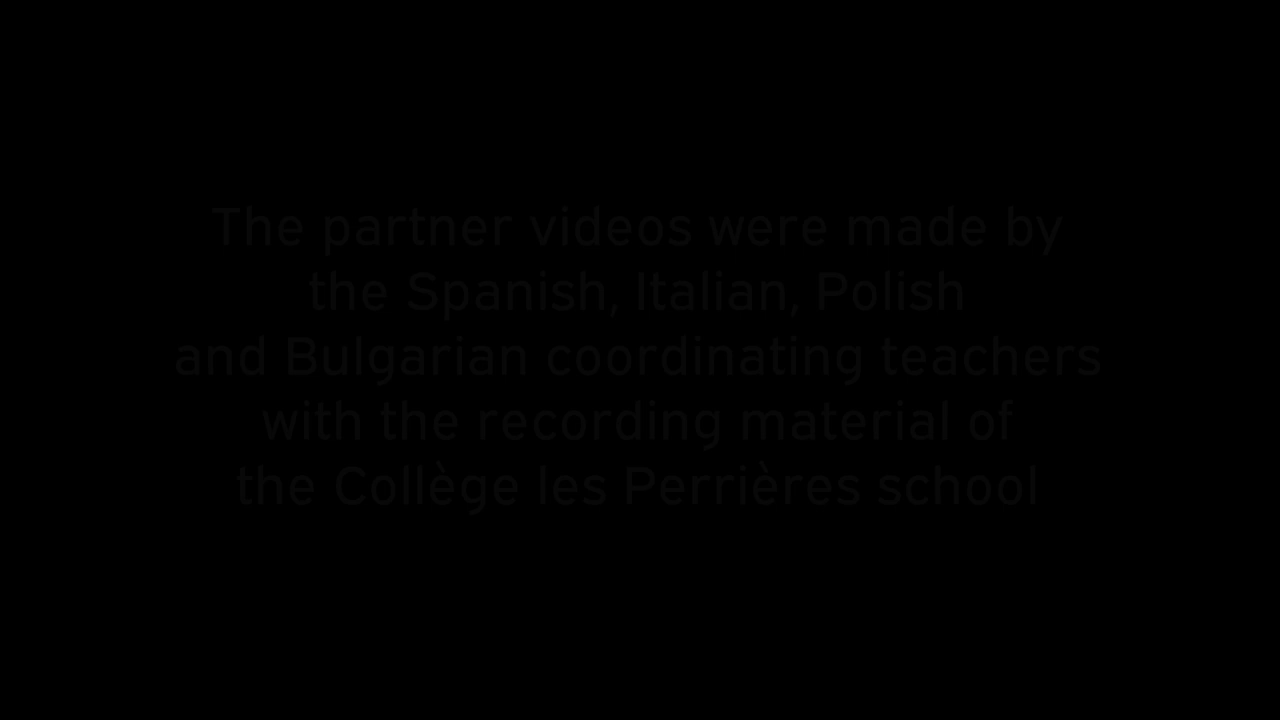 The partner videos were made by
the Spanish, Italian, Polish
and Bulgarian coordinating teachers
with the recording material of
the Collège les Perrières school